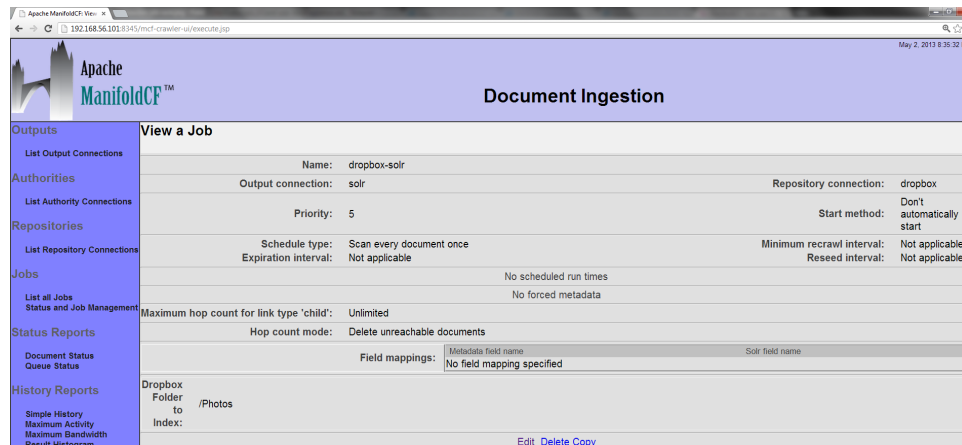 Apache ManifoldCF: View
192.168.56.101:8345/mcf-crawler-ui/execute.jsp
May 2, 2013 8:35:32
Apache
ManifoldCF™
Document Ingestion
Outputs
List Output Connections
Authorities
List Authority Connections
Repositories
List Repository Connections
Jobs
List all Jobs
Status and Job Management
Status Reports
Document Status
Queue Status
History Reports
Simple History
Maximum Activity
Maximum Bandwidth
Result Histogram
View a Job
Name: dropbox-solr
Output connection: solr Repository connection: dropbox
Priority: 5 Start method: Don't
automatically
start
Schedule type: Scan every document once Minimum recrawl interval: Not applicable
Expiration interval: Not applicable Reseed interval: Not applicable
No scheduled run times
No forced metadata
Maximum hop count for link type 'child': Unlimited
Hop count mode: Delete unreachable documents
Field mappings: Metadata field name Solr field name
No field mapping specified
Dropbox
Folder
to
Index:
/Photos
Edit Delete Copy